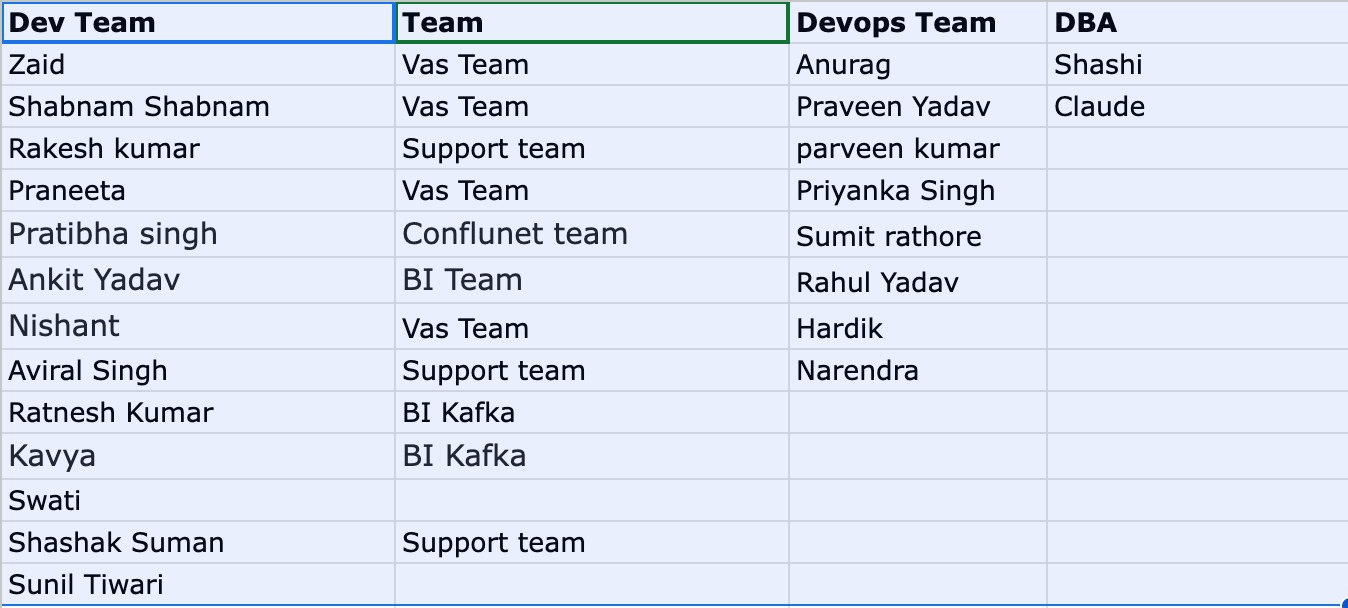 Dev Team Team Devops Team DBA
Zaid Vas Team Anurag Shashi
Shabnam Shabnam Vas Team Praveen Yadav Claude
Rakesh kumar Support team parveen kumar
Praneeta Vas Team Priyanka Singh
Pratibha singh Conflunet team Sumit rathore
Ankit Yadav BI Team Rahul Yadav
Nishant Vas Team Hardik
Aviral Singh Support team Narendra
Ratnesh Kumar BI Kafka
Kavya BI Kafka
Swati
Shashak Suman Support team
Sunil Tiwari